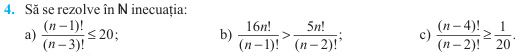 4. Să se rezolve în ℕ inecuația:
a) (n−1)!/(n−3)! ≤ 20; b) 16n!/(n−1)! > 5n!/(n−2)!; c) (n−4)!/(n−2)! ≥ 1/20.